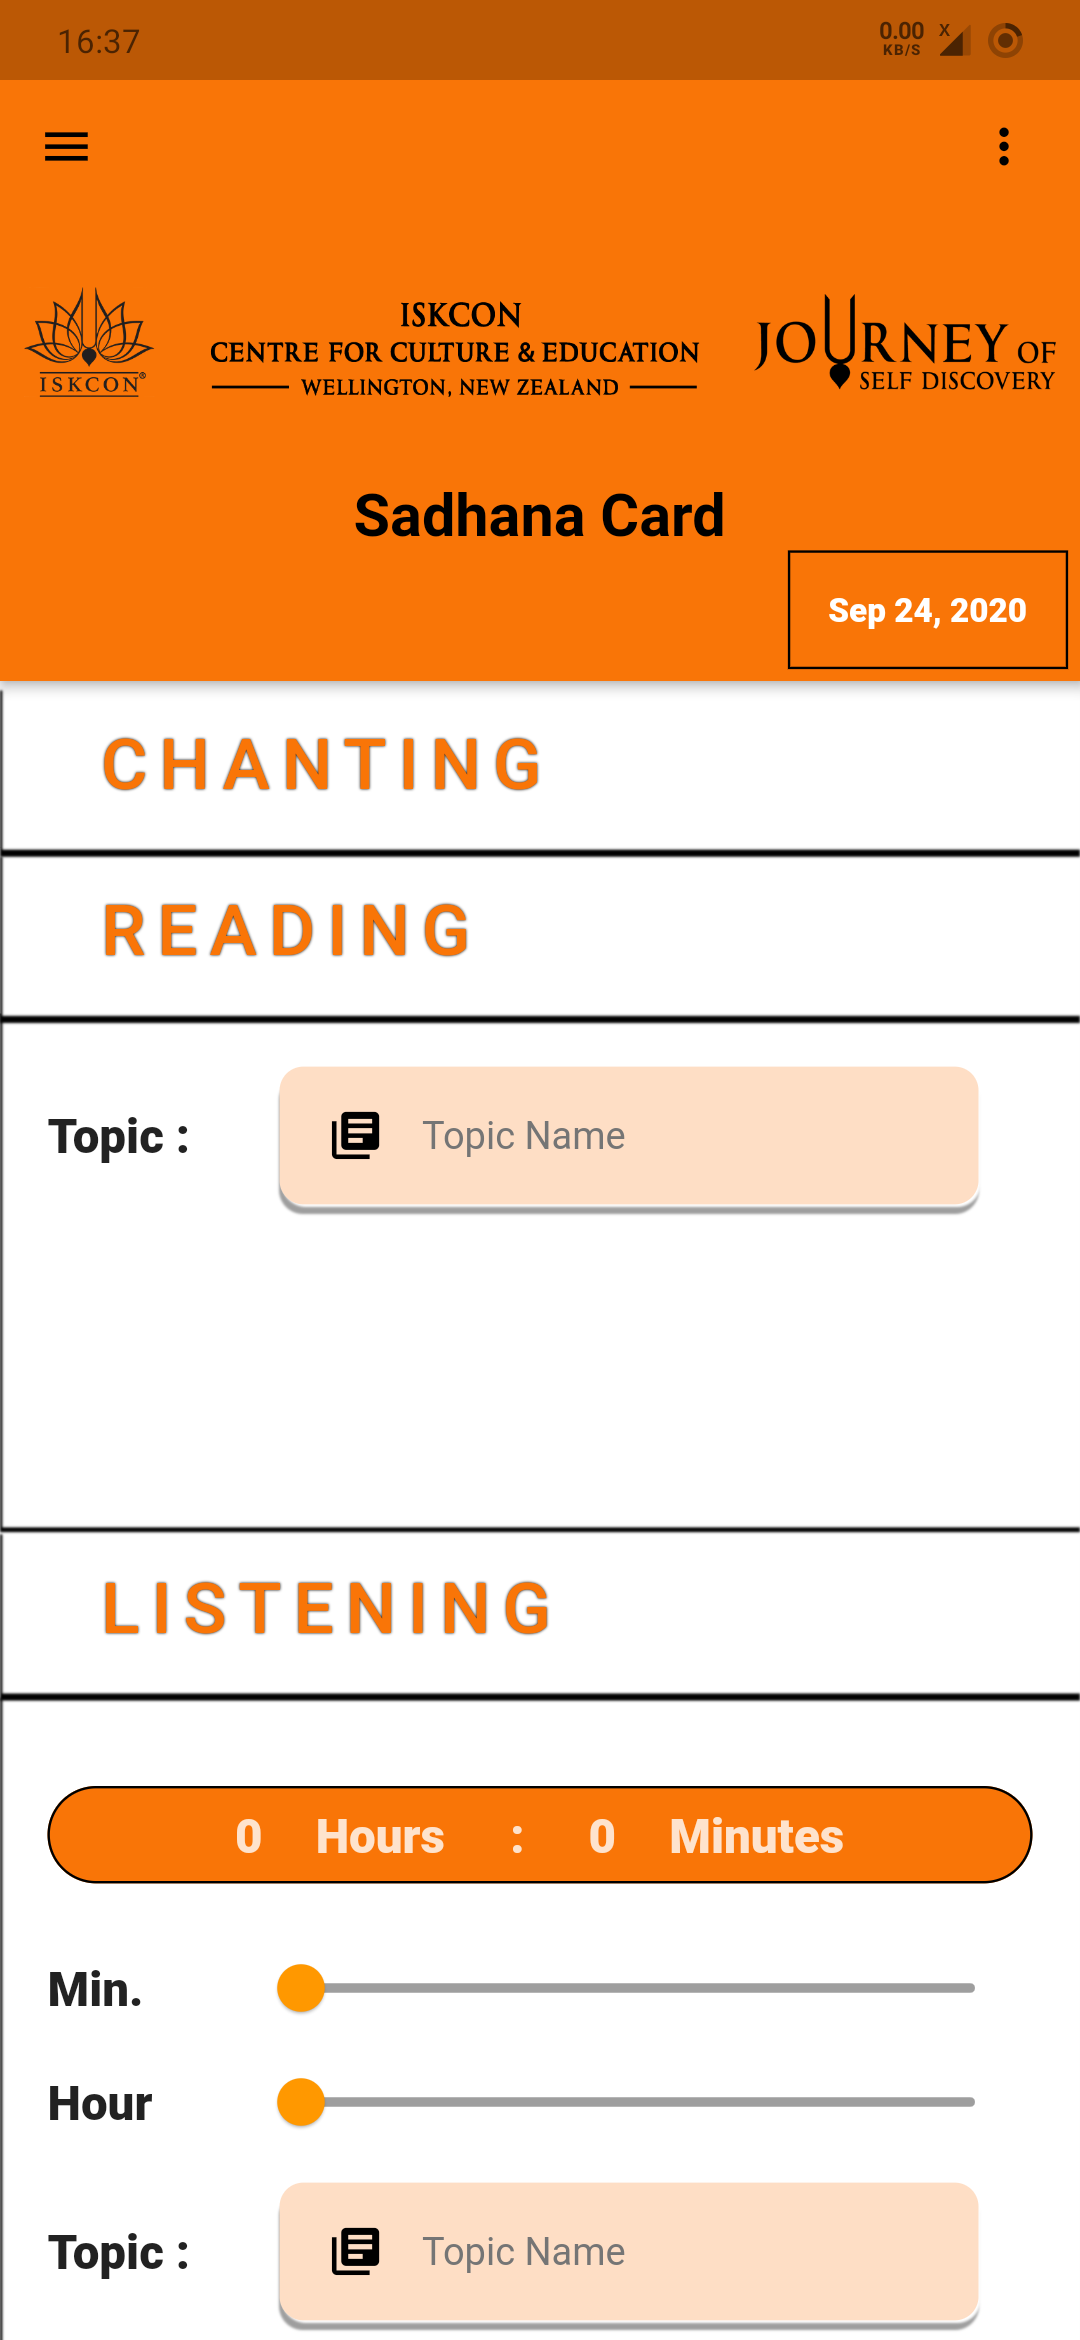 16:37
0.00
KB/S
X
ISKCON®
ISKCON
CENTRE FOR CULTURE & EDUCATION
WELLINGTON, NEW ZEALAND
JOURNEY OF
SELF DISCOVERY
Sadhana Card
Sep 24, 2020
CHANTING
READING
Topic :
Topic Name
LISTENING
0 Hours : 0 Minutes
Min.
Hour
Topic :
Topic Name